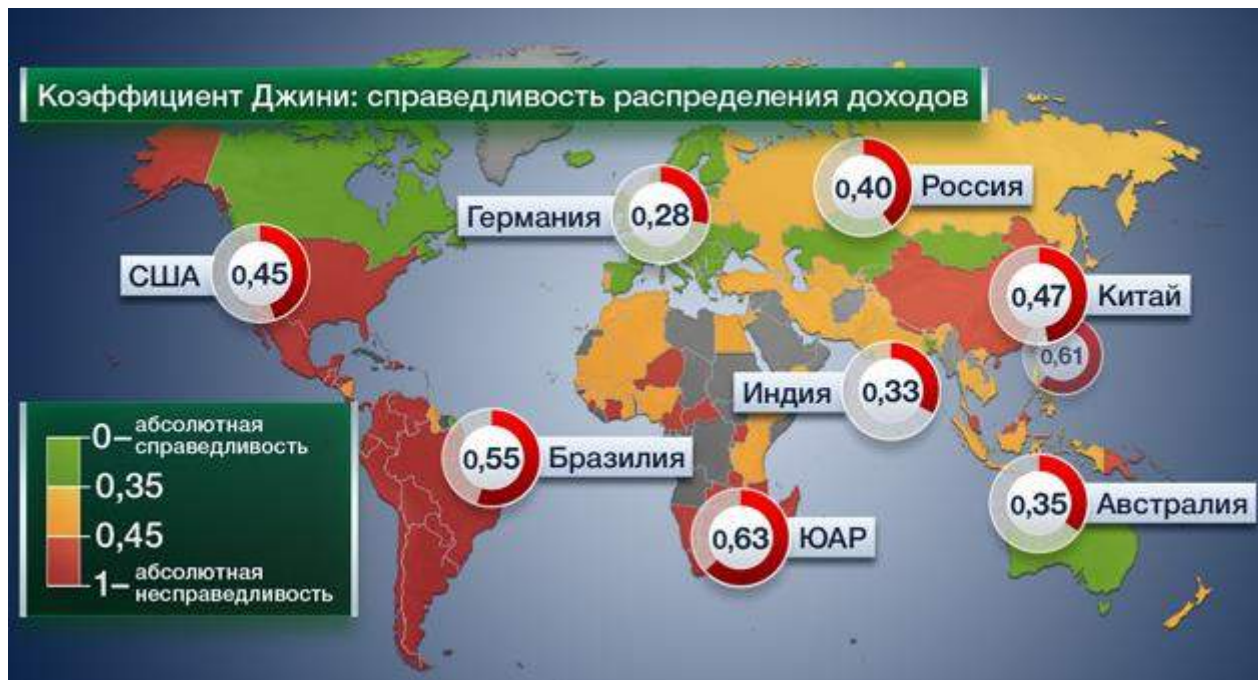 Коэффициент Джини: справедливость распределения доходов
0,40 Россия
Германия 0,28
США 0,45
0,47 Китай
0,61
Индия 0,33
0,55 Бразилия
0,35 Австралия
0,63 ЮАР
0– абсолютная
справедливость
0,35
0,45
1– абсолютная
несправедливость